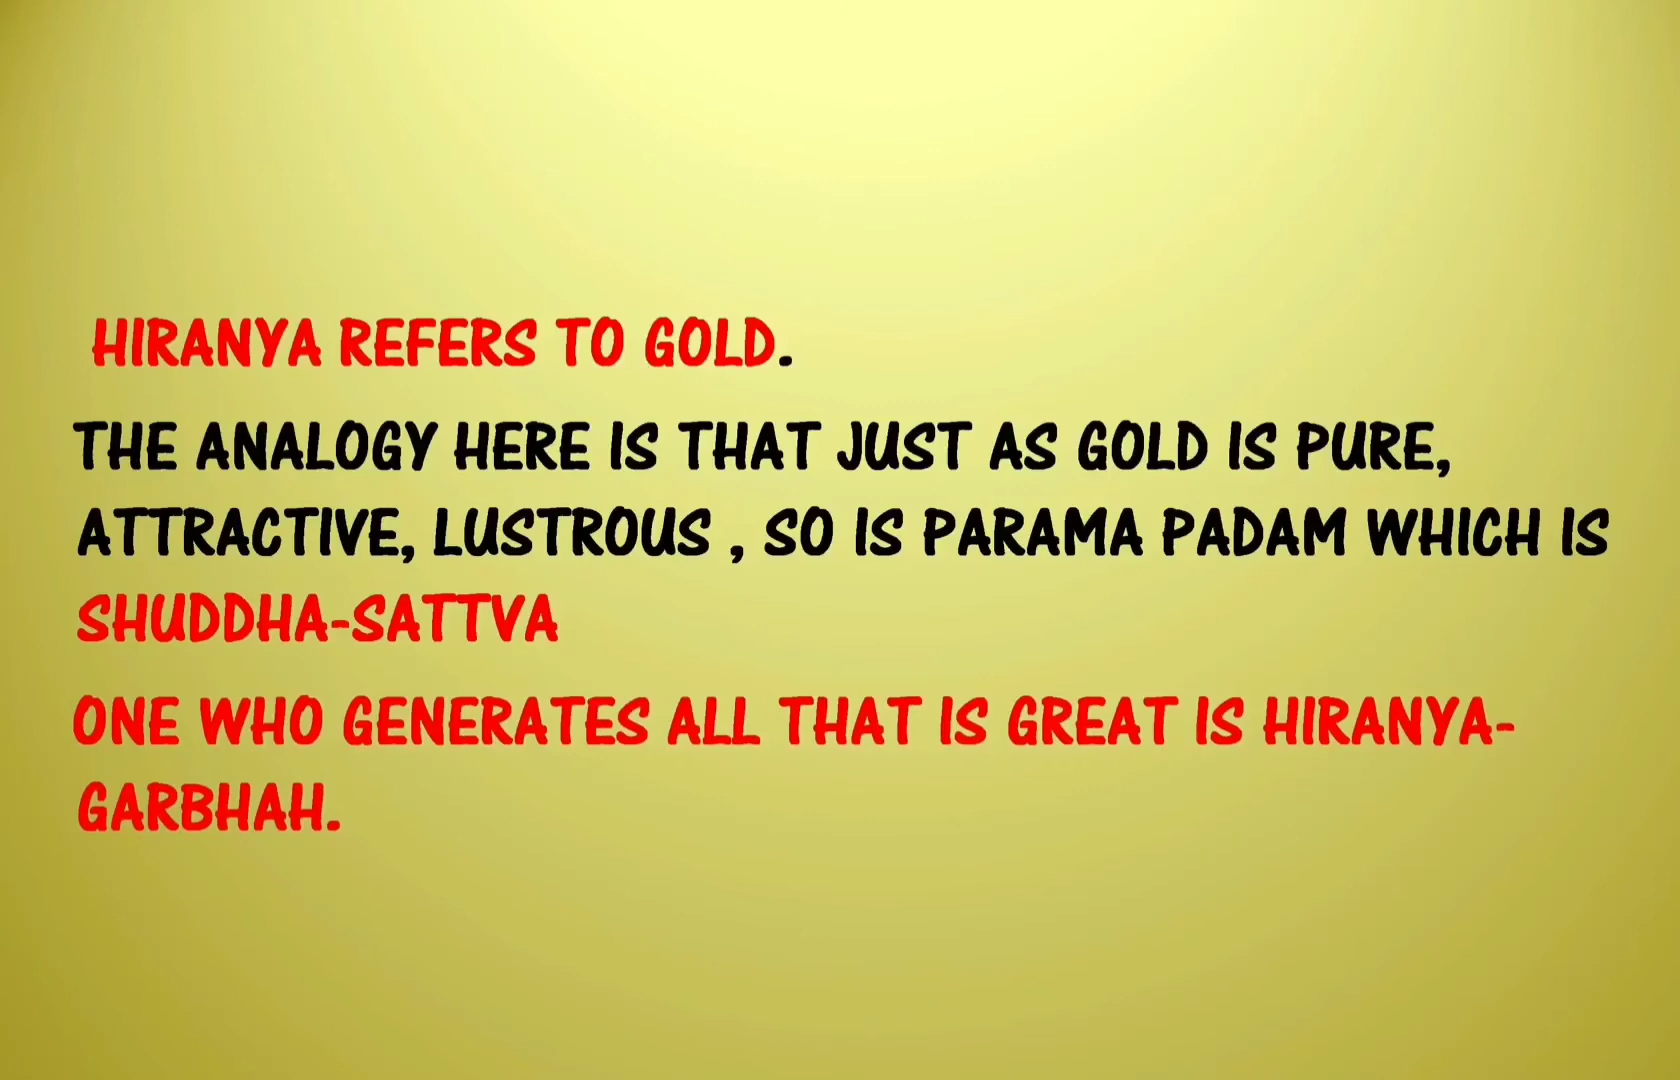 HIRANYA REFERS TO GOLD.
THE ANALOGY HERE IS THAT JUST AS GOLD IS PURE,
ATTRACTIVE, LUSTROUS , SO IS PARAMA PADAM WHICH IS
SHUDDHA-SATTVA
ONE WHO GENERATES ALL THAT IS GREAT IS HIRANYA-
GARBHAH.